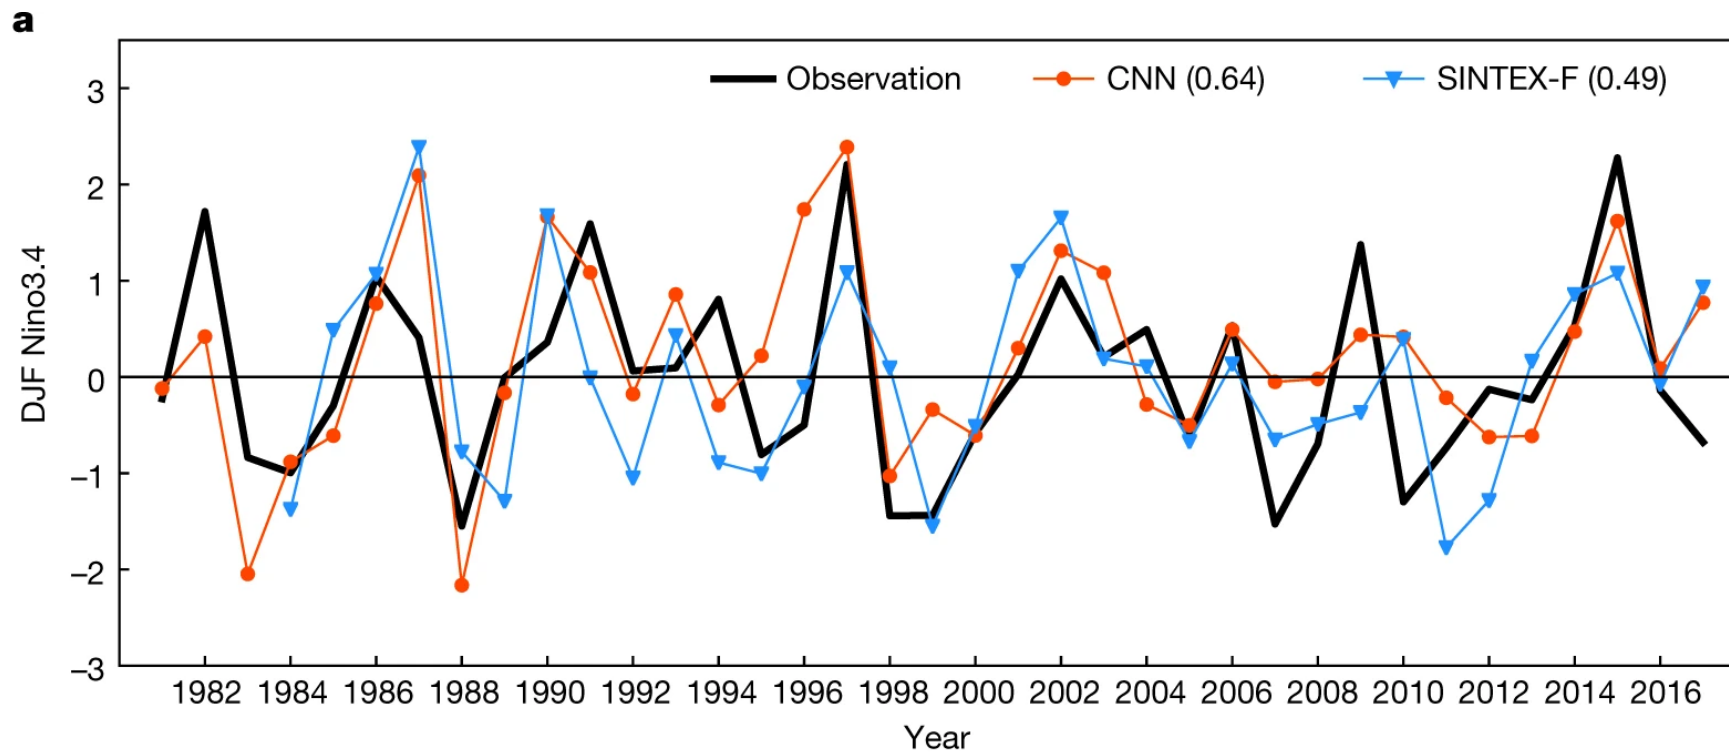 a
Observation CNN (0.64) SINTEX-F (0.49)
3
2
1
0
–1
–2
–3
DJF Nino3.4
1982 1984 1986 1988 1990 1992 1994 1996 1998 2000 2002 2004 2006 2008 2010 2012 2014 2016
Year